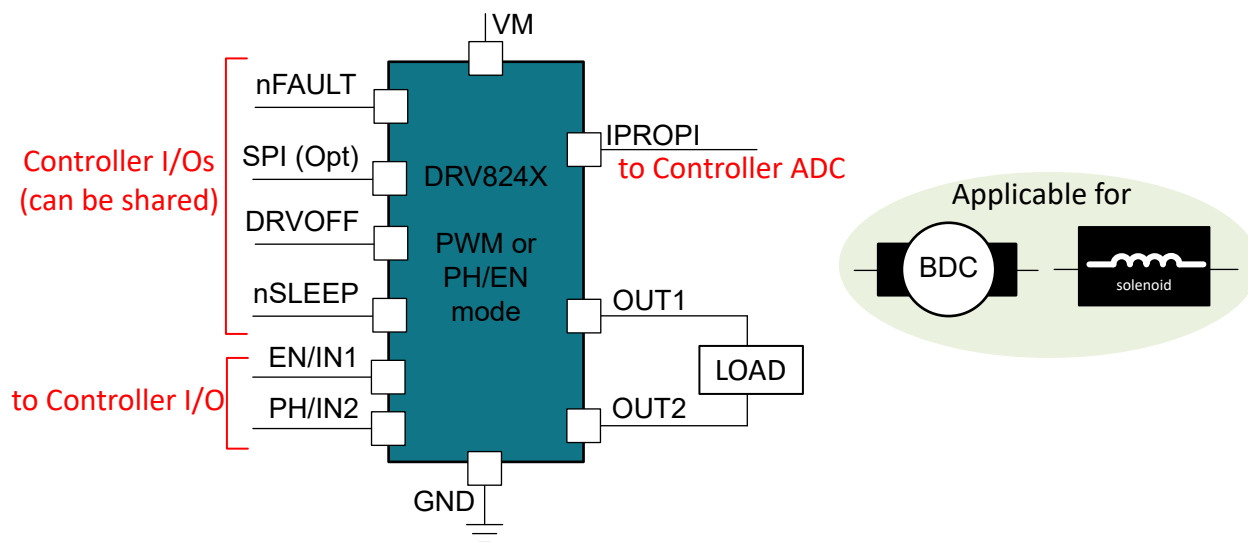 VM
nFAULT
SPI (Opt)
DRVOFF
nSLEEP
Controller I/Os
(can be shared)
EN/IN1
PH/IN2
to Controller I/O
DRV824X
PWM or
PH/EN
mode
IPROPI
to Controller ADC
OUT1
LOAD
OUT2
GND
Applicable for
BDC
solenoid